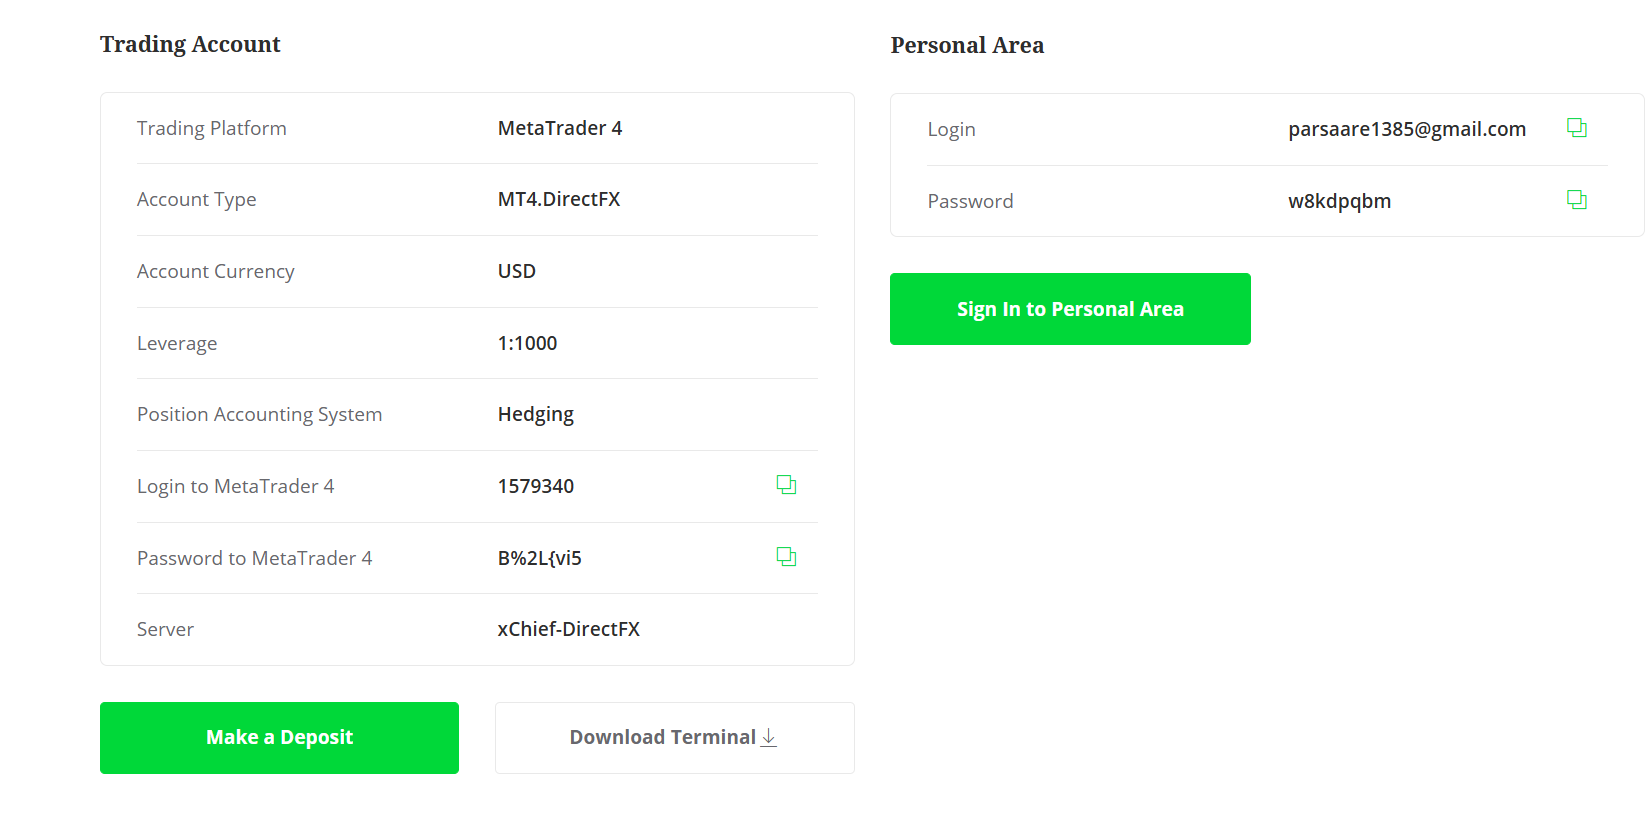 Trading Account
Trading Platform MetaTrader 4
Account Type MT4.DirectFX
Account Currency USD
Leverage 1:1000
Position Accounting System Hedging
Login to MetaTrader 4 1579340
Password to MetaTrader 4 B%2L{vi5
Server xChief-DirectFX
Make a Deposit
Download Terminal
Personal Area
Login parsaare1385@gmail.com
Password w8kdpqbm
Sign In to Personal Area